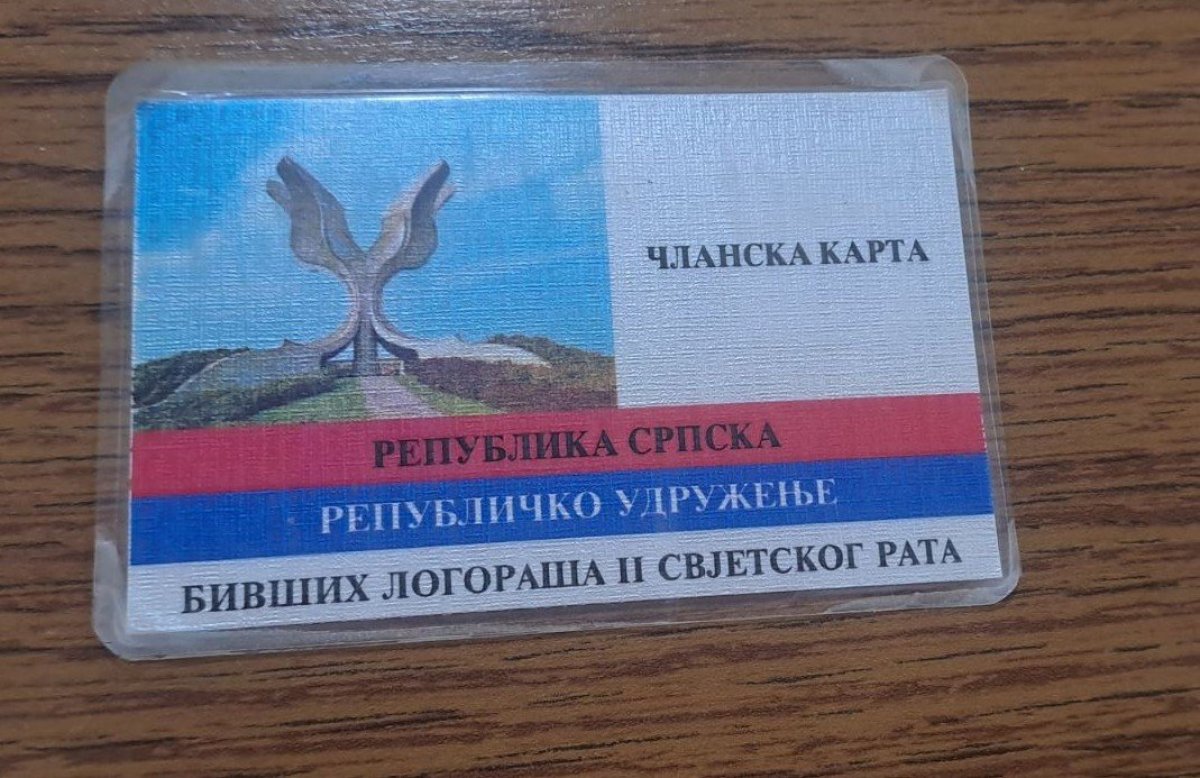 ЧЛАНСКА КАРТА
РЕПУБЛИКА СРПСКА
РЕПУБЛИЧКО УДРУЖЕЊЕ
БИВШИХ ЛОГОРАША II СВЈЕТСКОГ РАТА